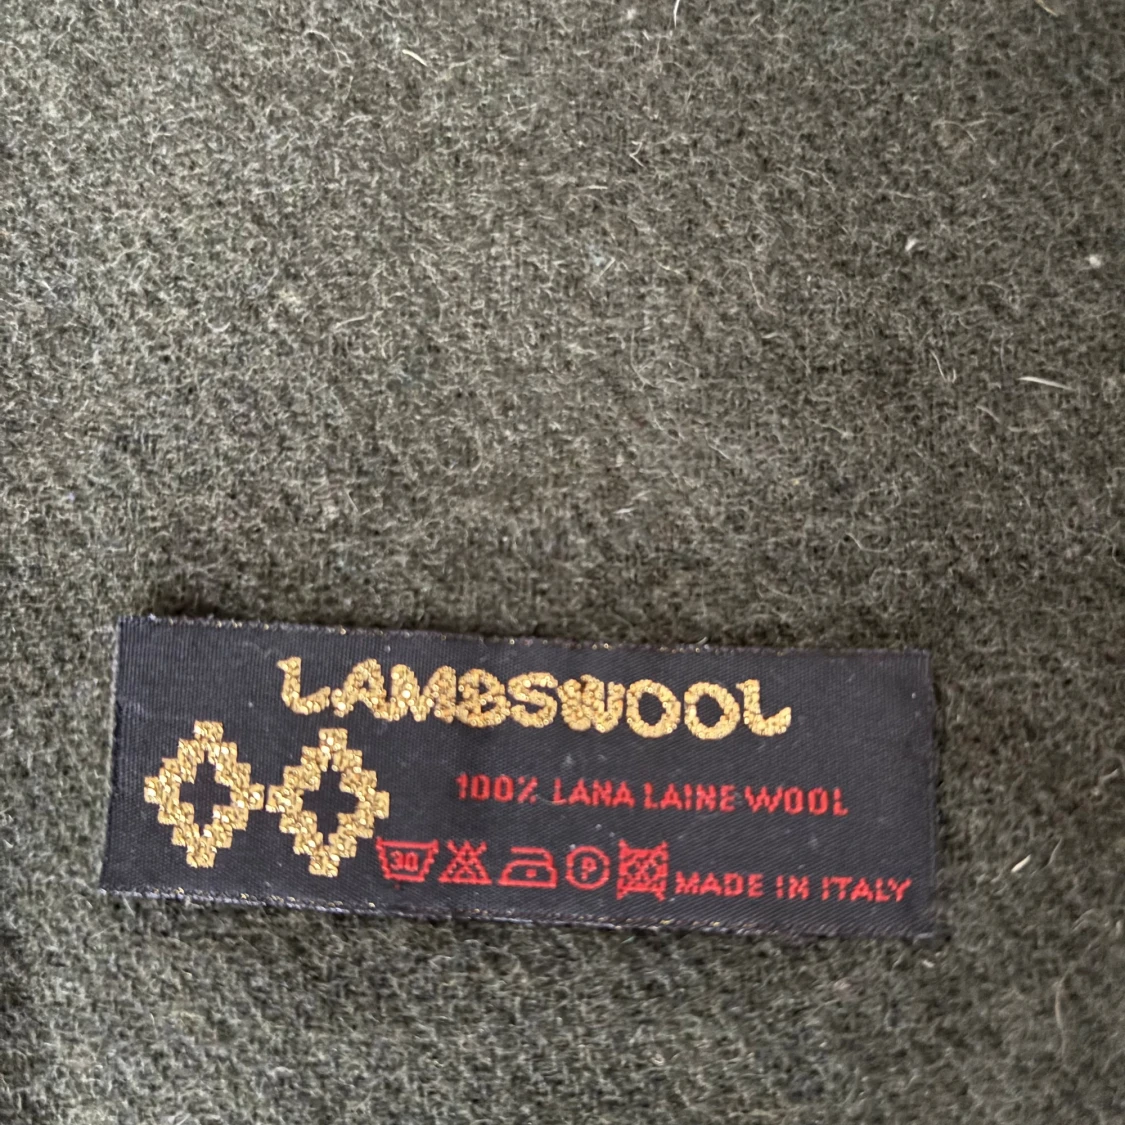 LAMBSWOOL
100% LANA LAINE WOOL
30 P MADE IN ITALY